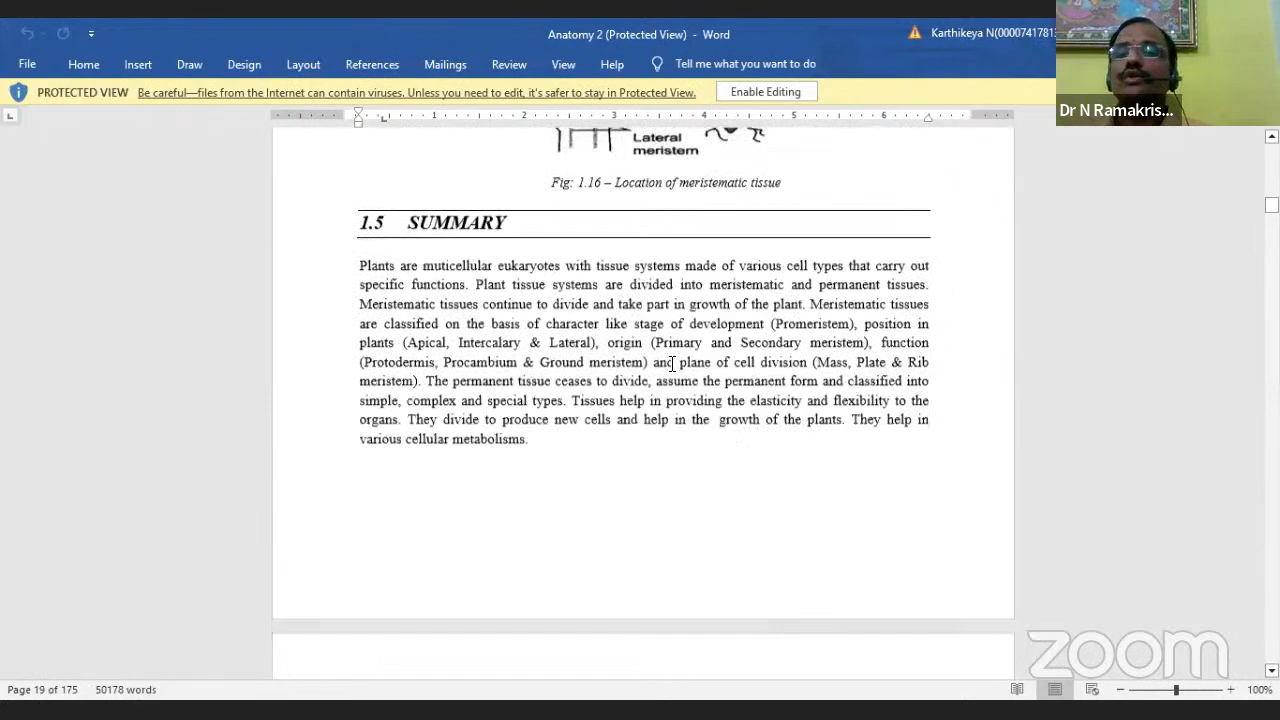 Anatomy 2 (Protected View) - Word
Karthikeya N(0000741781
File Home Insert Draw Design Layout References Mailings Review View Help Tell me what you want to do
PROTECTED VIEW Be careful—files from the Internet can contain viruses. Unless you need to edit, it's safer to stay in Protected View. Enable Editing
Dr N Ramakris...
1 2 3 4 5 6
Lateral
meristem
Fig: 1.16 – Location of meristematic tissue
1.5 SUMMARY
Plants are muticellular eukaryotes with tissue systems made of various cell types that carry out
specific functions. Plant tissue systems are divided into meristematic and permanent tissues.
Meristematic tissues continue to divide and take part in growth of the plant. Meristematic tissues
are classified on the basis of character like stage of development (Promeristem), position in
plants (Apical, Intercalary & Lateral), origin (Primary and Secondary meristem), function
(Protodermis, Procambium & Ground meristem) and plane of cell division (Mass, Plate & Rib
meristem). The permanent tissue ceases to divide, assume the permanent form and classified into
simple, complex and special types. Tissues help in providing the elasticity and flexibility to the
organs. They divide to produce new cells and help in the growth of the plants. They help in
various cellular metabolisms.
zoom
Page 19 of 175 50178 words
100%